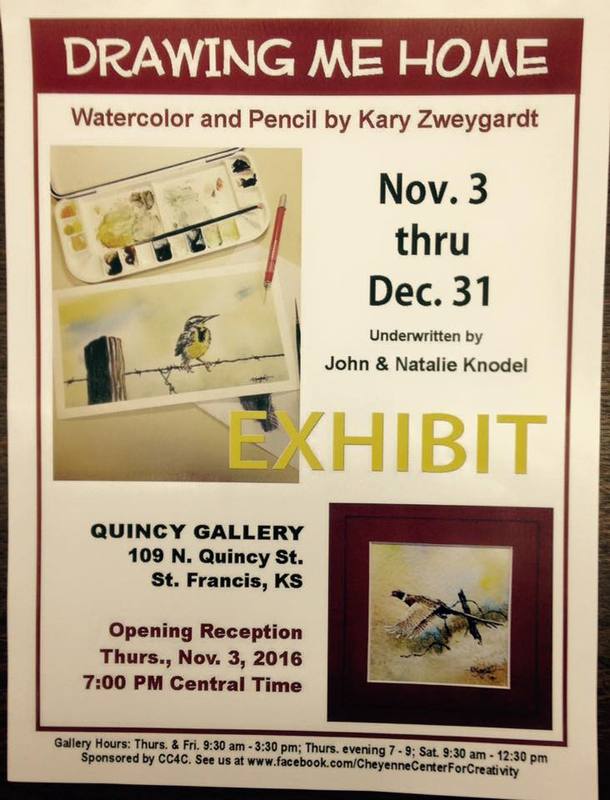 DRAWING ME HOME
Watercolor and Pencil by Kary Zweygardt
Nov. 3
thru
Dec. 31
Underwritten by
John & Natalie Knodel
EXHIBIT
QUINCY GALLERY
109 N. Quincy St.
St. Francis, KS
Opening Reception
Thurs., Nov. 3, 2016
7:00 PM Central Time
Gallery Hours: Thurs. & Fri. 9:30 am - 3:30 pm; Thurs. evening 7 - 9; Sat. 9:30 am - 12:30 pm
Sponsored by CC4C. See us at www.facebook.com/CheyenneCenterForCreativity